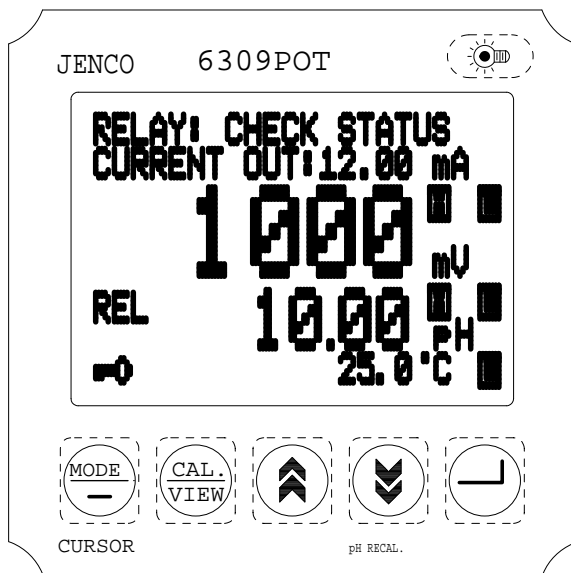 JENCO 6309POT
RELAY: CHECK STATUS
CURRENT OUT:12.00 mA
1000
mV
REL 10.00 pH
25.0°C
MODE
CAL.
VIEW
CURSOR
pH RECAL.